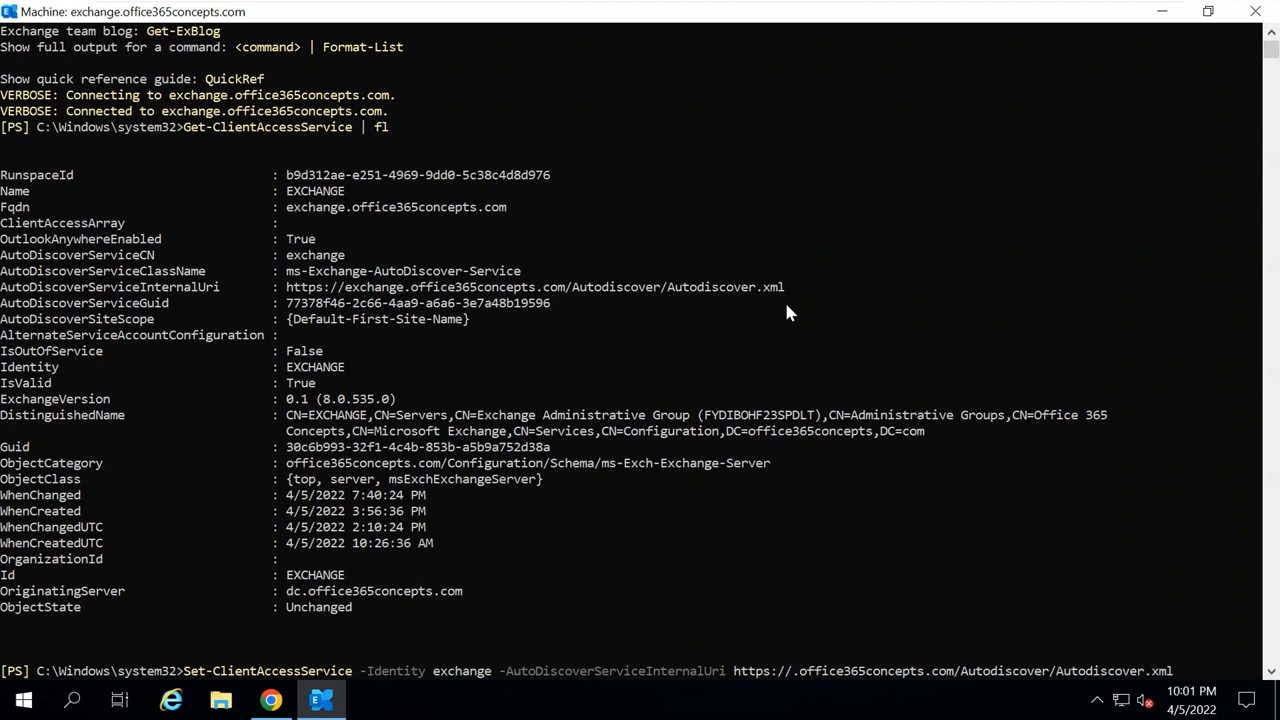 Machine: exchange.office365concepts.com
Exchange team blog: Get-ExBlog
Show full output for a command: <command> | Format-List
Show quick reference guide: QuickRef
VERBOSE: Connecting to exchange.office365concepts.com.
VERBOSE: Connected to exchange.office365concepts.com.
[PS] C:\Windows\system32>Get-ClientAccessService | fl
RunspaceId : b9d312ae-e251-4969-9dd0-5c38c4d8d976
Name : EXCHANGE
Fqdn : exchange.office365concepts.com
ClientAccessArray :
OutlookAnywhereEnabled : True
AutoDiscoverServiceCN : exchange
AutoDiscoverServiceClassName : ms-Exchange-AutoDiscover-Service
AutoDiscoverServiceInternalUri : https://exchange.office365concepts.com/Autodiscover/Autodiscover.xml
AutoDiscoverServiceGuid : 77378f46-2c66-4aa9-a6a6-3e7a48b19596
AutoDiscoverSiteScope : {Default-First-Site-Name}
AlternateServiceAccountConfiguration :
IsOutOfService : False
Identity : EXCHANGE
IsValid : True
ExchangeVersion : 0.1 (8.0.535.0)
DistinguishedName : CN=EXCHANGE,CN=Servers,CN=Exchange Administrative Group (FYDIBOHF23SPDLT),CN=Administrative Groups,CN=Office 365
Concepts,CN=Microsoft Exchange,CN=Services,CN=Configuration,DC=office365concepts,DC=com
Guid : 30c6b993-32f1-4c4b-853b-a5b9a752d38a
ObjectCategory : office365concepts.com/Configuration/Schema/ms-Exch-Exchange-Server
ObjectClass : {top, server, msExchExchangeServer}
WhenChanged : 4/5/2022 7:40:24 PM
WhenCreated : 4/5/2022 3:56:36 PM
WhenChangedUTC : 4/5/2022 2:10:24 PM
WhenCreatedUTC : 4/5/2022 10:26:36 AM
OrganizationId :
Id : EXCHANGE
OriginatingServer : dc.office365concepts.com
ObjectState : Unchanged
[PS] C:\Windows\system32>Set-ClientAccessService -Identity exchange -AutoDiscoverServiceInternalUri https://.office365concepts.com/Autodiscover/Autodiscover.xml
10:01 PM
4/5/2022